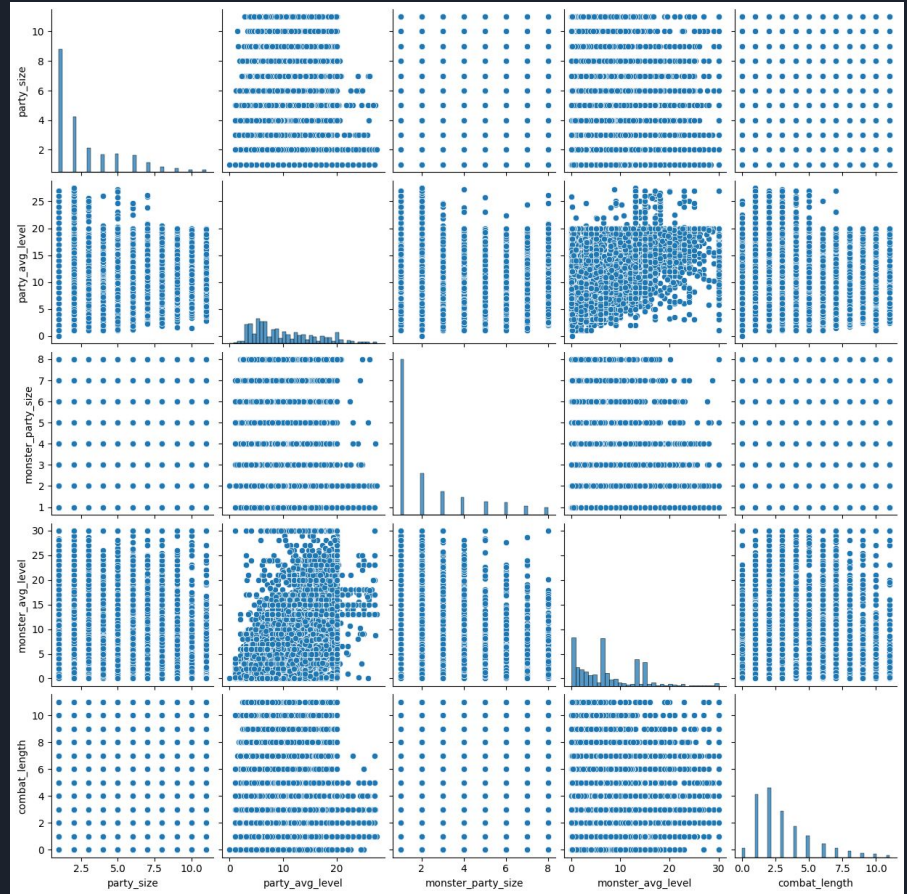 party_size
10
8
6
4
2
party_avg_level
25
20
15
10
5
0
monster_party_size
8
7
6
5
4
3
2
1
monster_avg_level
30
25
20
15
10
5
0
combat_length
10
8
6
4
2
0
2.5 5.0 7.5 10.0
party_size
0 10 20
party_avg_level
2 4 6 8
monster_party_size
0 10 20 30
monster_avg_level
0.0 2.5 5.0 7.5 10.0
combat_length